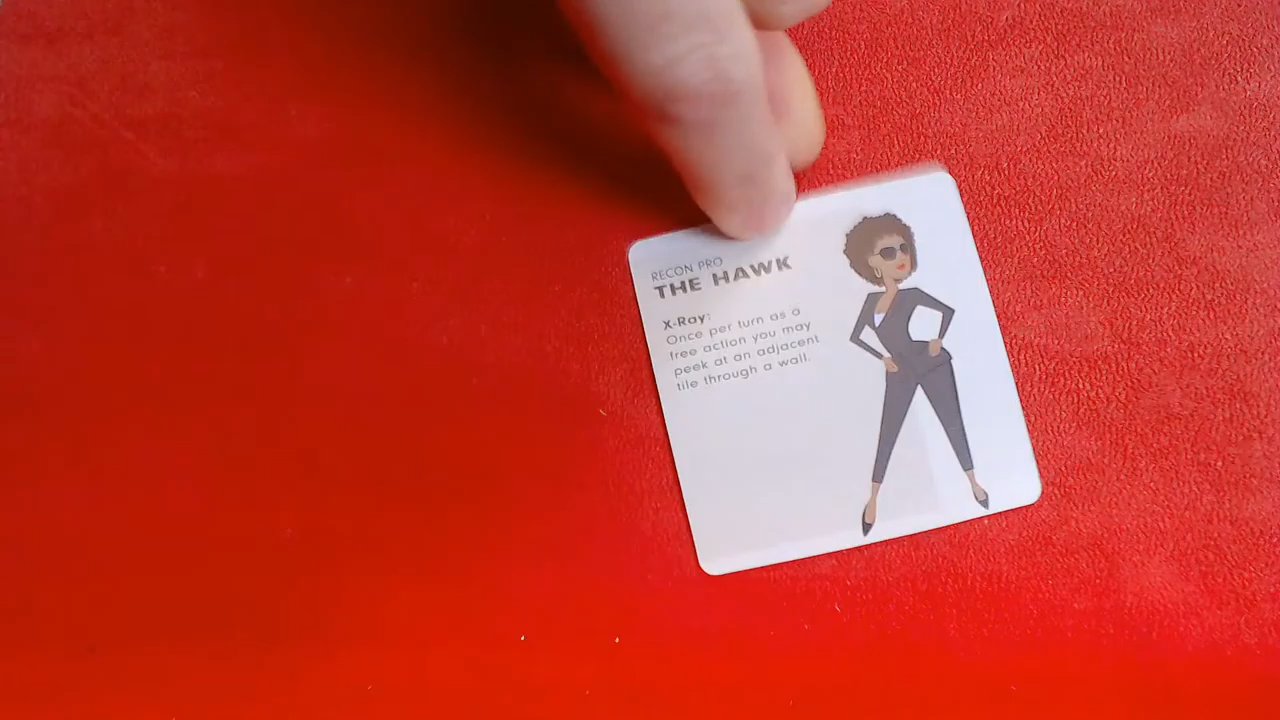 RECON PRO
THE HAWK
X-Ray:
Once per turn as a
free action you may
peek at an adjacent
tile through a wall.